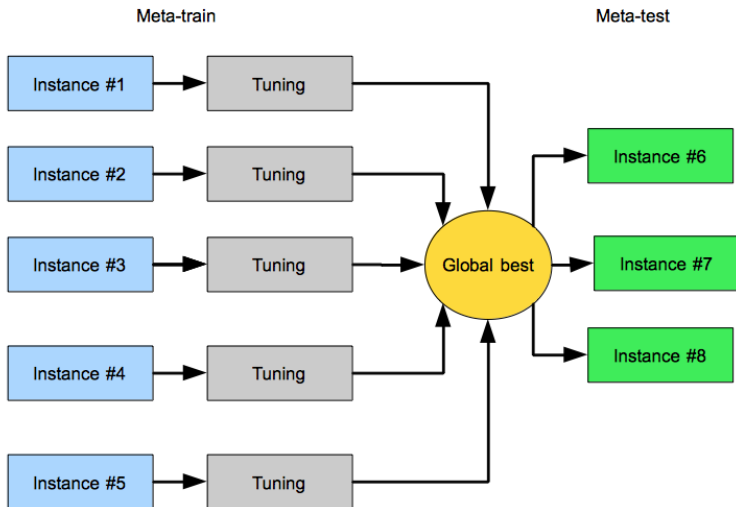 Meta-train
Meta-test
Instance #1
Tuning
Instance #2
Tuning
Instance #3
Tuning
Instance #4
Tuning
Instance #5
Tuning
Global best
Instance #6
Instance #7
Instance #8